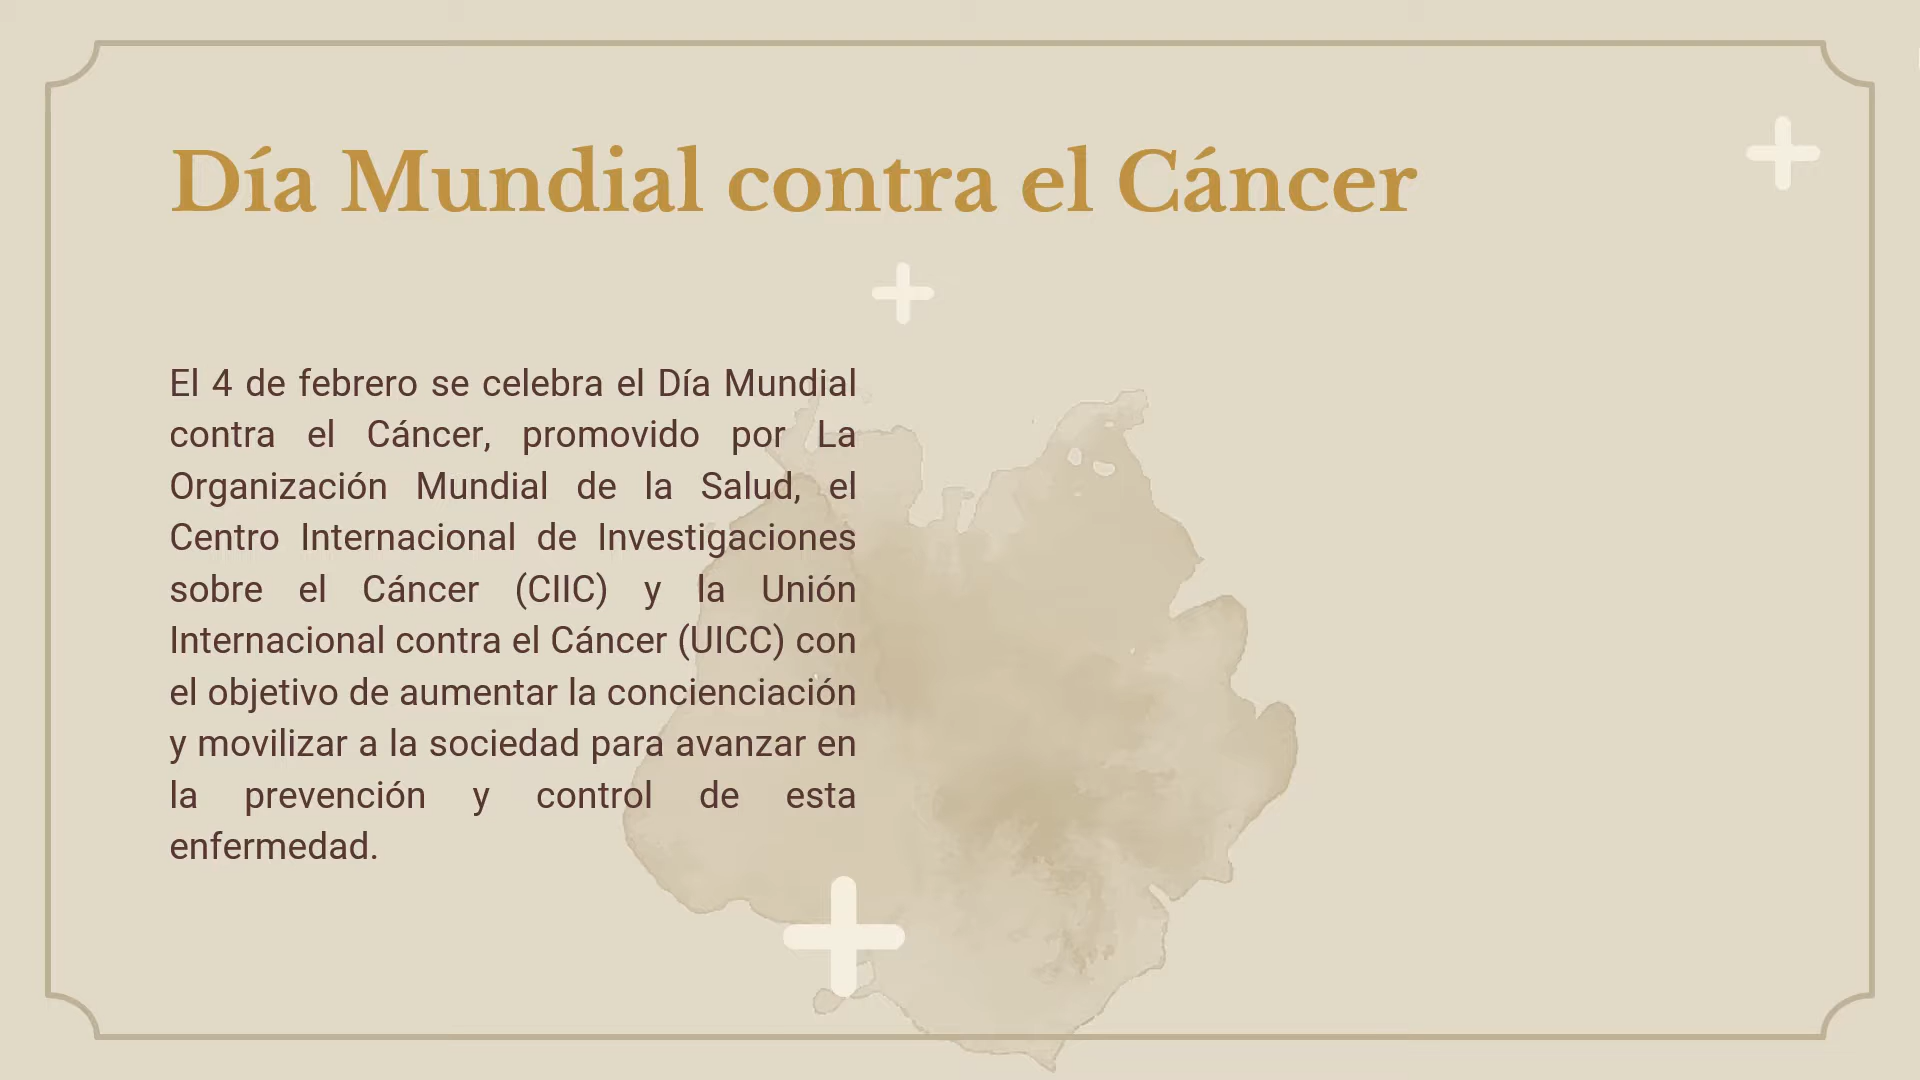 Día Mundial contra el Cáncer
El 4 de febrero se celebra el Día Mundial
contra el Cáncer, promovido por La
Organización Mundial de la Salud, el
Centro Internacional de Investigaciones
sobre el Cáncer (CIIC) y la Unión
Internacional contra el Cáncer (UICC) con
el objetivo de aumentar la concienciación
y movilizar a la sociedad para avanzar en
la prevención y control de esta
enfermedad.